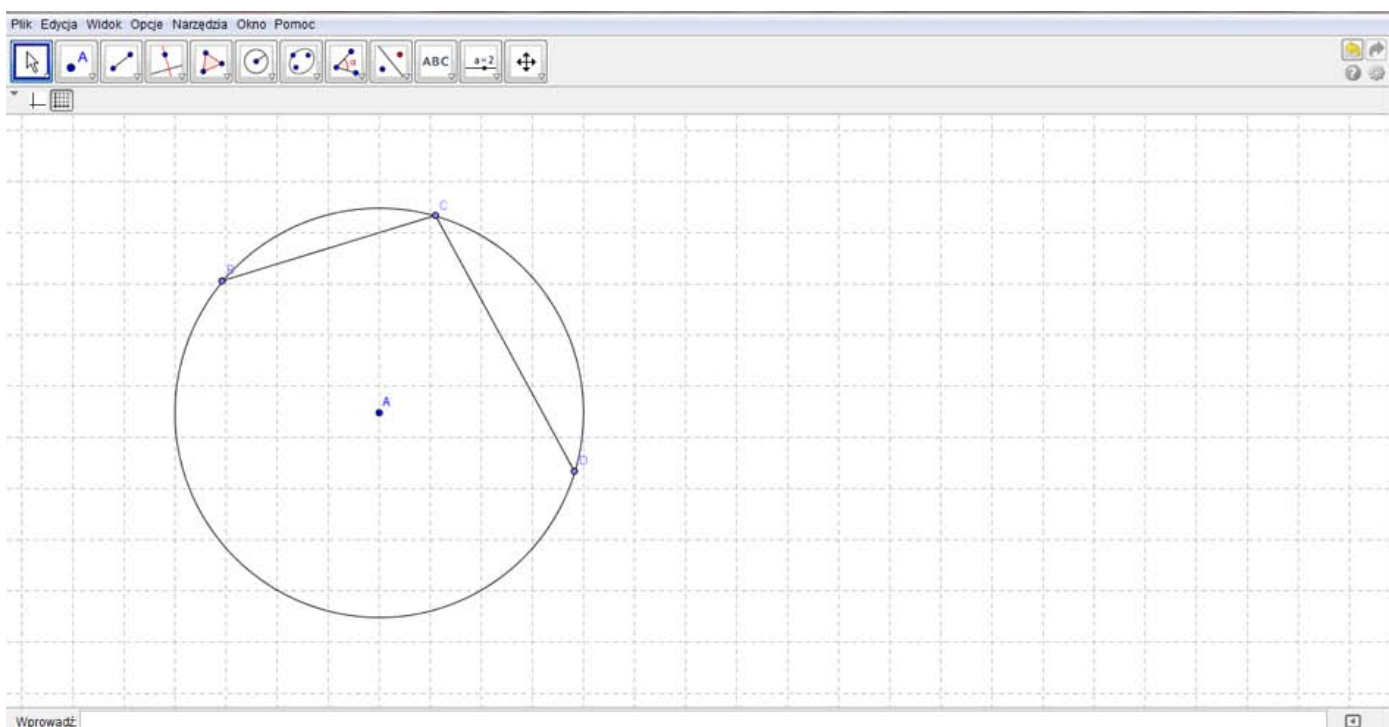 Plik Edycja Widok Opcje Narzędzia Okno Pomoc
A α ABC a=2
C
B
A
D
Wprowadź: